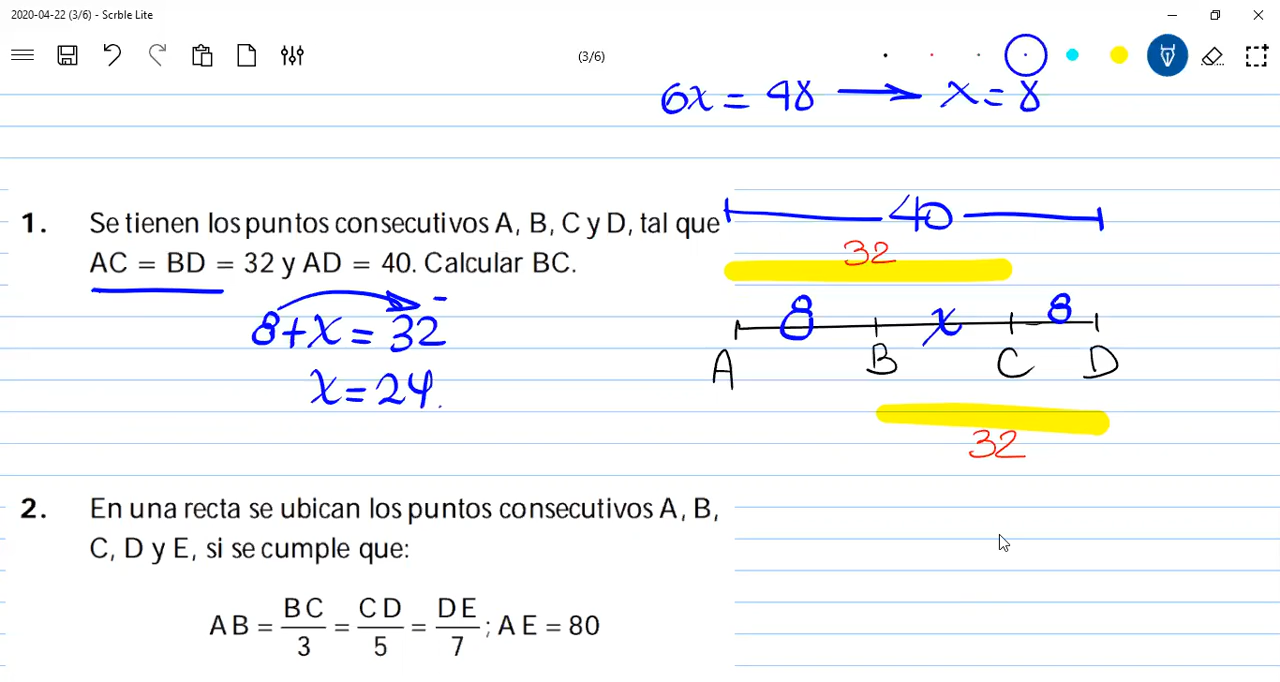 2020-04-22 (3/6) - Scrble Lite
(3/6)
6x = 48 → x = 8
1. Se tienen los puntos consecutivos A, B, C y D, tal que
AC = BD = 32 y AD = 40. Calcular BC.
8+x = 32
x = 24.
40
32
8 x 8
A B C D
32
2. En una recta se ubican los puntos consecutivos A, B,
C, D y E, si se cumple que:
AB = BC/3 = CD/5 = DE/7 ; AE = 80